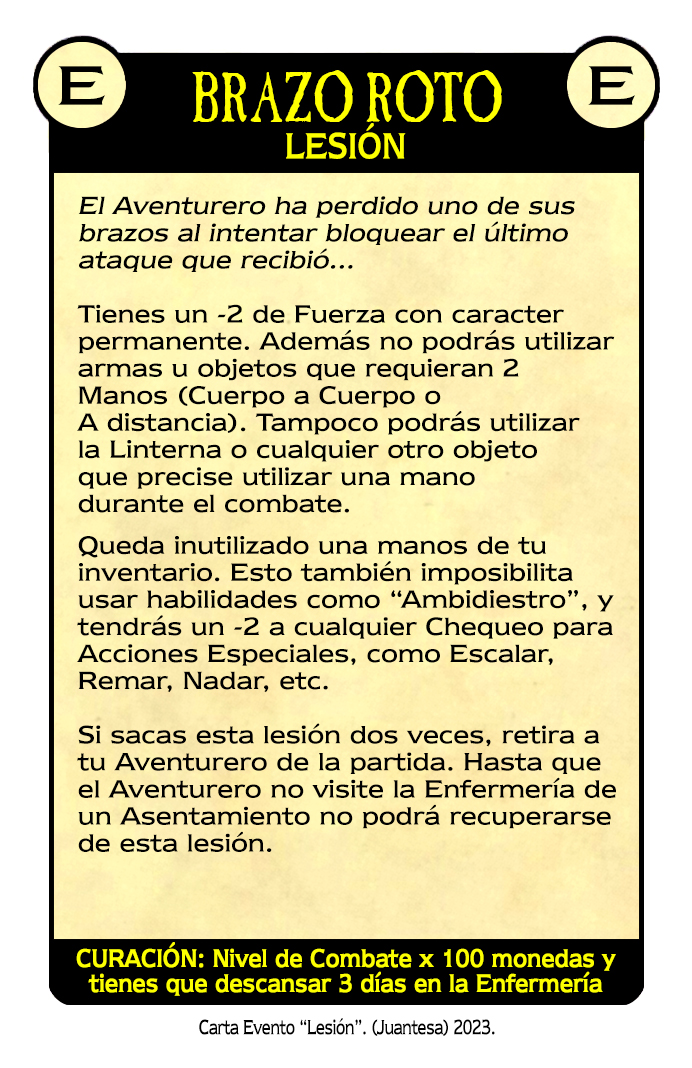 E
E
BRAZO ROTO
LESIÓN
El Aventurero ha perdido uno de sus
brazos al intentar bloquear el último
ataque que recibió...
Tienes un -2 de Fuerza con caracter
permanente. Además no podrás utilizar
armas u objetos que requieran 2
Manos (Cuerpo a Cuerpo o
A distancia). Tampoco podrás utilizar
la Linterna o cualquier otro objeto
que precise utilizar una mano
durante el combate.
Queda inutilizado una manos de tu
inventario. Esto también imposibilita
usar habilidades como “Ambidiestro”, y
tendrás un -2 a cualquier Chequeo para
Acciones Especiales, como Escalar,
Remar, Nadar, etc.
Si sacas esta lesión dos veces, retira a
tu Aventurero de la partida. Hasta que
el Aventurero no visite la Enfermería de
un Asentamiento no podrá recuperarse
de esta lesión.
CURACIÓN: Nivel de Combate x 100 monedas y
tienes que descansar 3 días en la Enfermería
Carta Evento “Lesión”. (Juantesa) 2023.